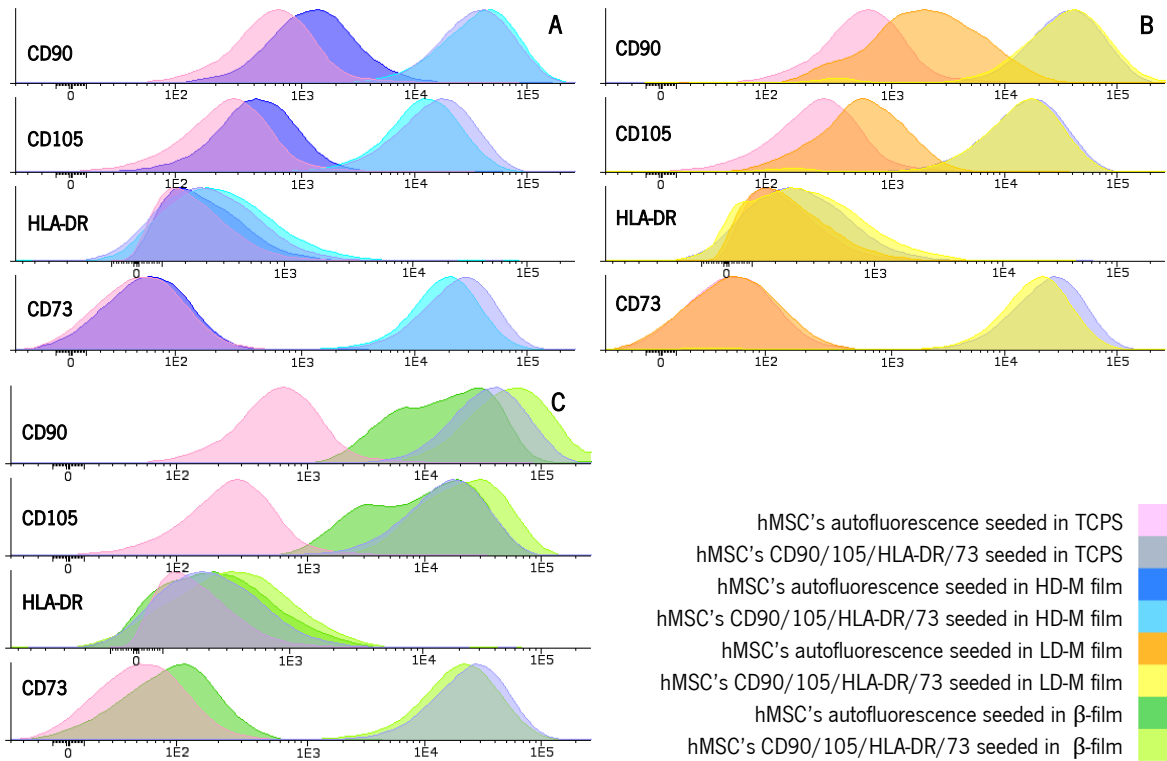 A
CD90
0 1E2 1E3 1E4 1E5
CD105
0 1E2 1E3 1E4 1E5
HLA-DR
0 1E3 1E4 1E5
CD73
0 1E2 1E3 1E4 1E5
B
CD90
0 1E2 1E3 1E4 1E5
CD105
0 1E2 1E3 1E4 1E5
HLA-DR
0 1E3 1E4 1E5
CD73
0 1E2 1E3 1E4 1E5
C
CD90
0 1E2 1E3 1E4 1E5
CD105
0 1E2 1E3 1E4 1E5
HLA-DR
0 1E3 1E4 1E5
CD73
0 1E2 1E3 1E4 1E5
hMSC's autofluorescence seeded in TCPS
hMSC's CD90/105/HLA-DR/73 seeded in TCPS
hMSC's autofluorescence seeded in HD-M film
hMSC's CD90/105/HLA-DR/73 seeded in HD-M film
hMSC's autofluorescence seeded in LD-M film
hMSC's CD90/105/HLA-DR/73 seeded in LD-M film
hMSC's autofluorescence seeded in β-film
hMSC's CD90/105/HLA-DR/73 seeded in β-film